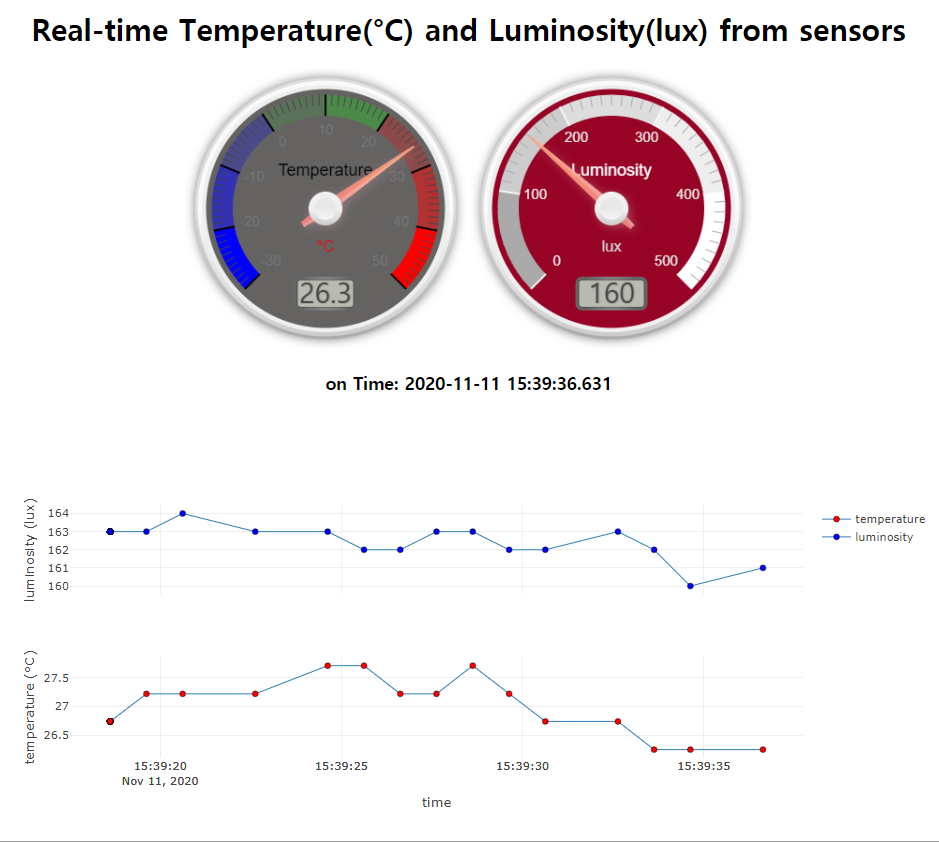 Real-time Temperature(°C) and Luminosity(lux) from sensors
-30
-20
-10
0
10
20
30
40
50
Temperature
°C
26.3
0
100
200
300
400
500
Luminosity
lux
160
on Time: 2020-11-11 15:39:36.631
luminosity (lux)
164
163
162
161
160
temperature
luminosity
temperature (°C)
27.5
27
26.5
15:39:20 15:39:25 15:39:30 15:39:35
Nov 11, 2020
time